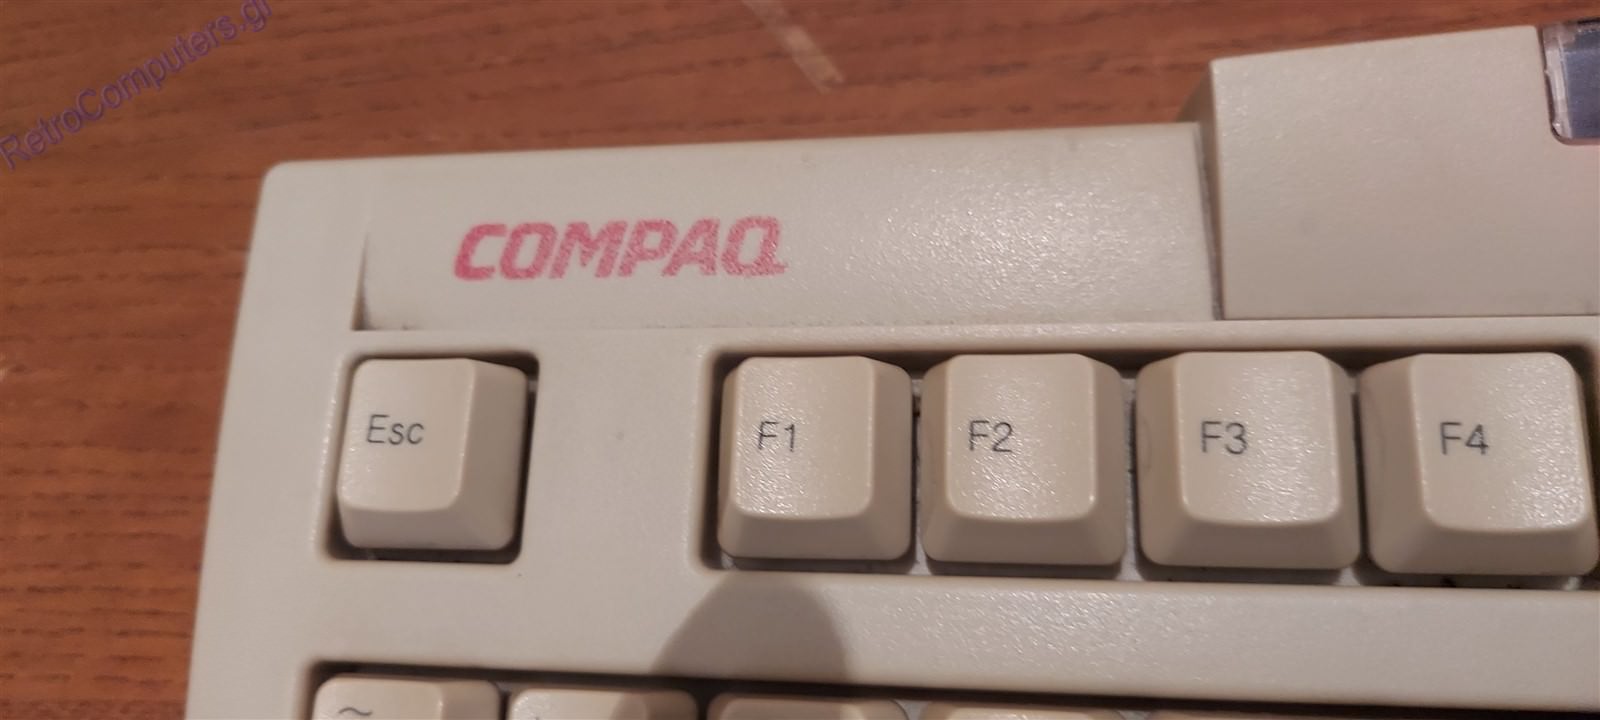 RetroComputers.gr
COMPAQ
Esc F1 F2 F3 F4
~